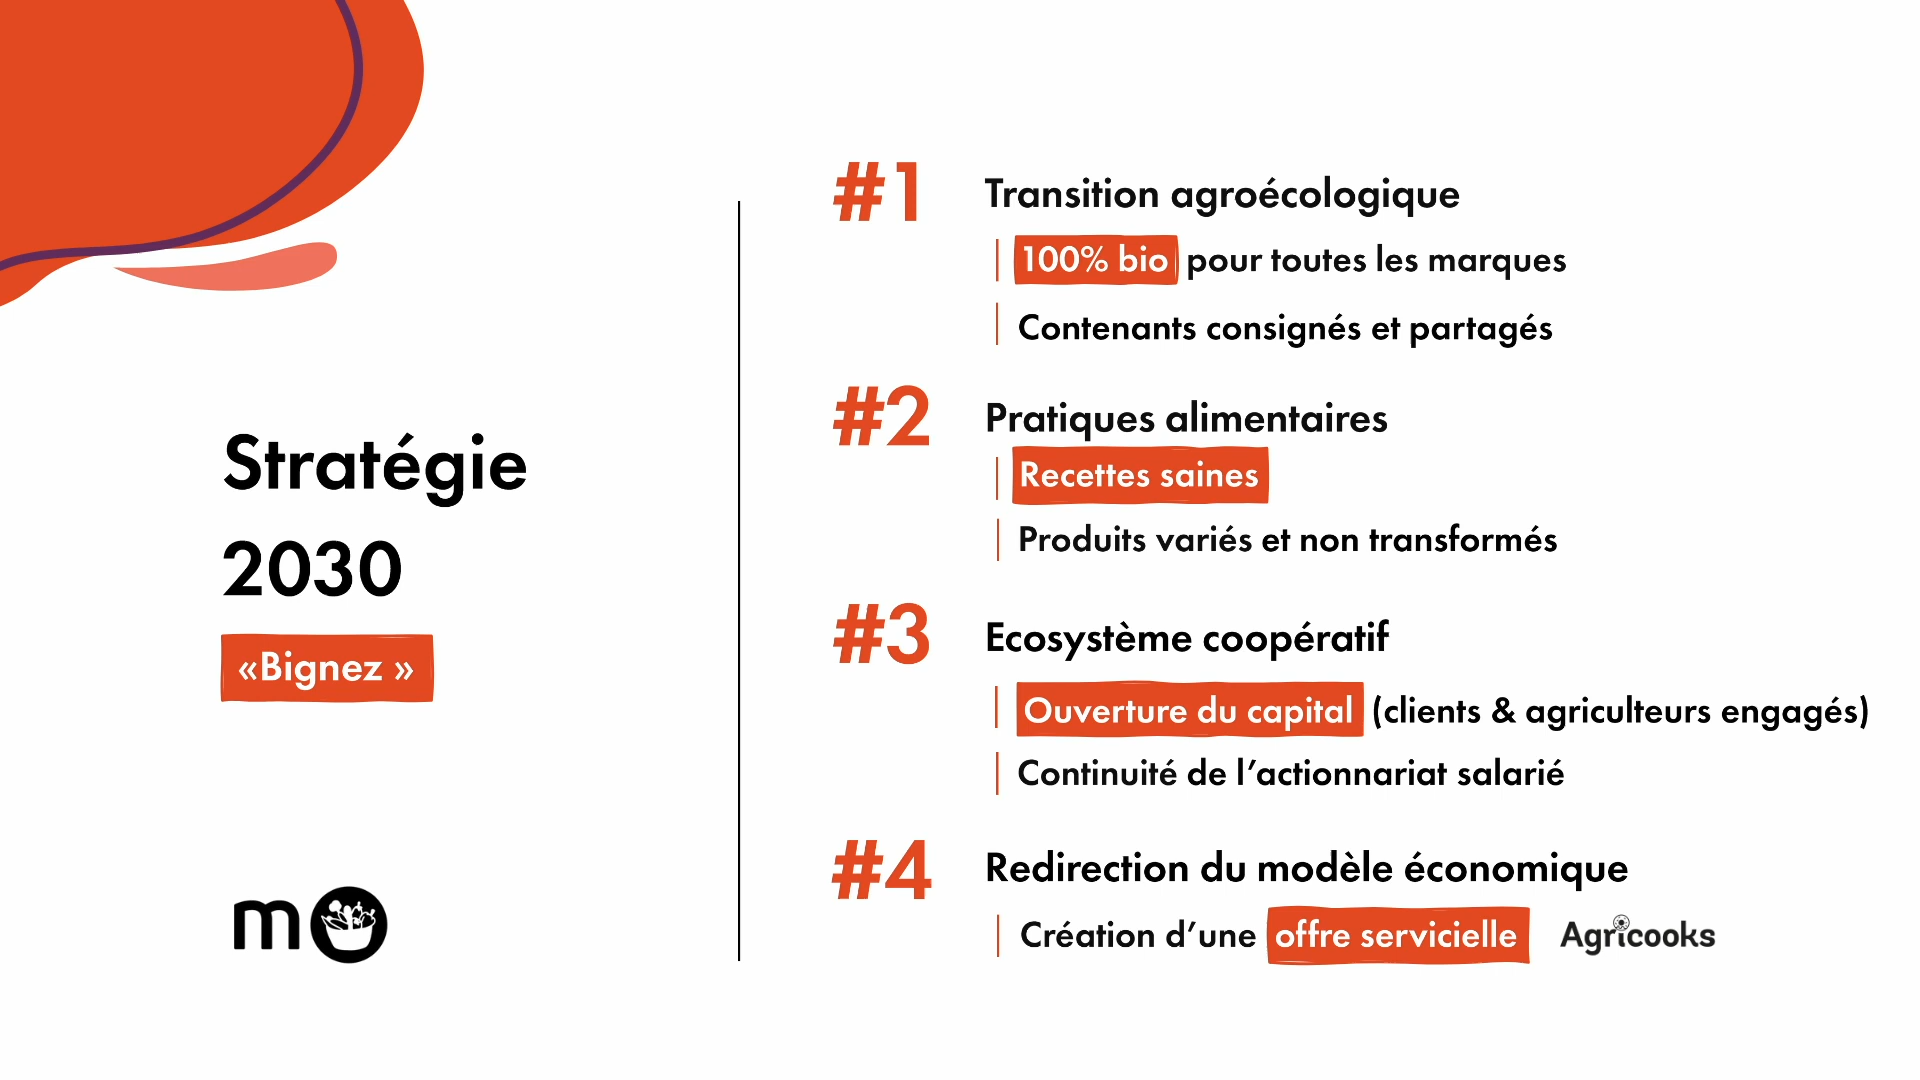 Stratégie
2030
«Bignez »
m
#1 Transition agroécologique
100% bio pour toutes les marques
Contenants consignés et partagés
#2 Pratiques alimentaires
Recettes saines
Produits variés et non transformés
#3 Ecosystème coopératif
Ouverture du capital (clients & agriculteurs engagés)
Continuité de l’actionnariat salarié
#4 Redirection du modèle économique
Création d’une offre servicielle Agricooks